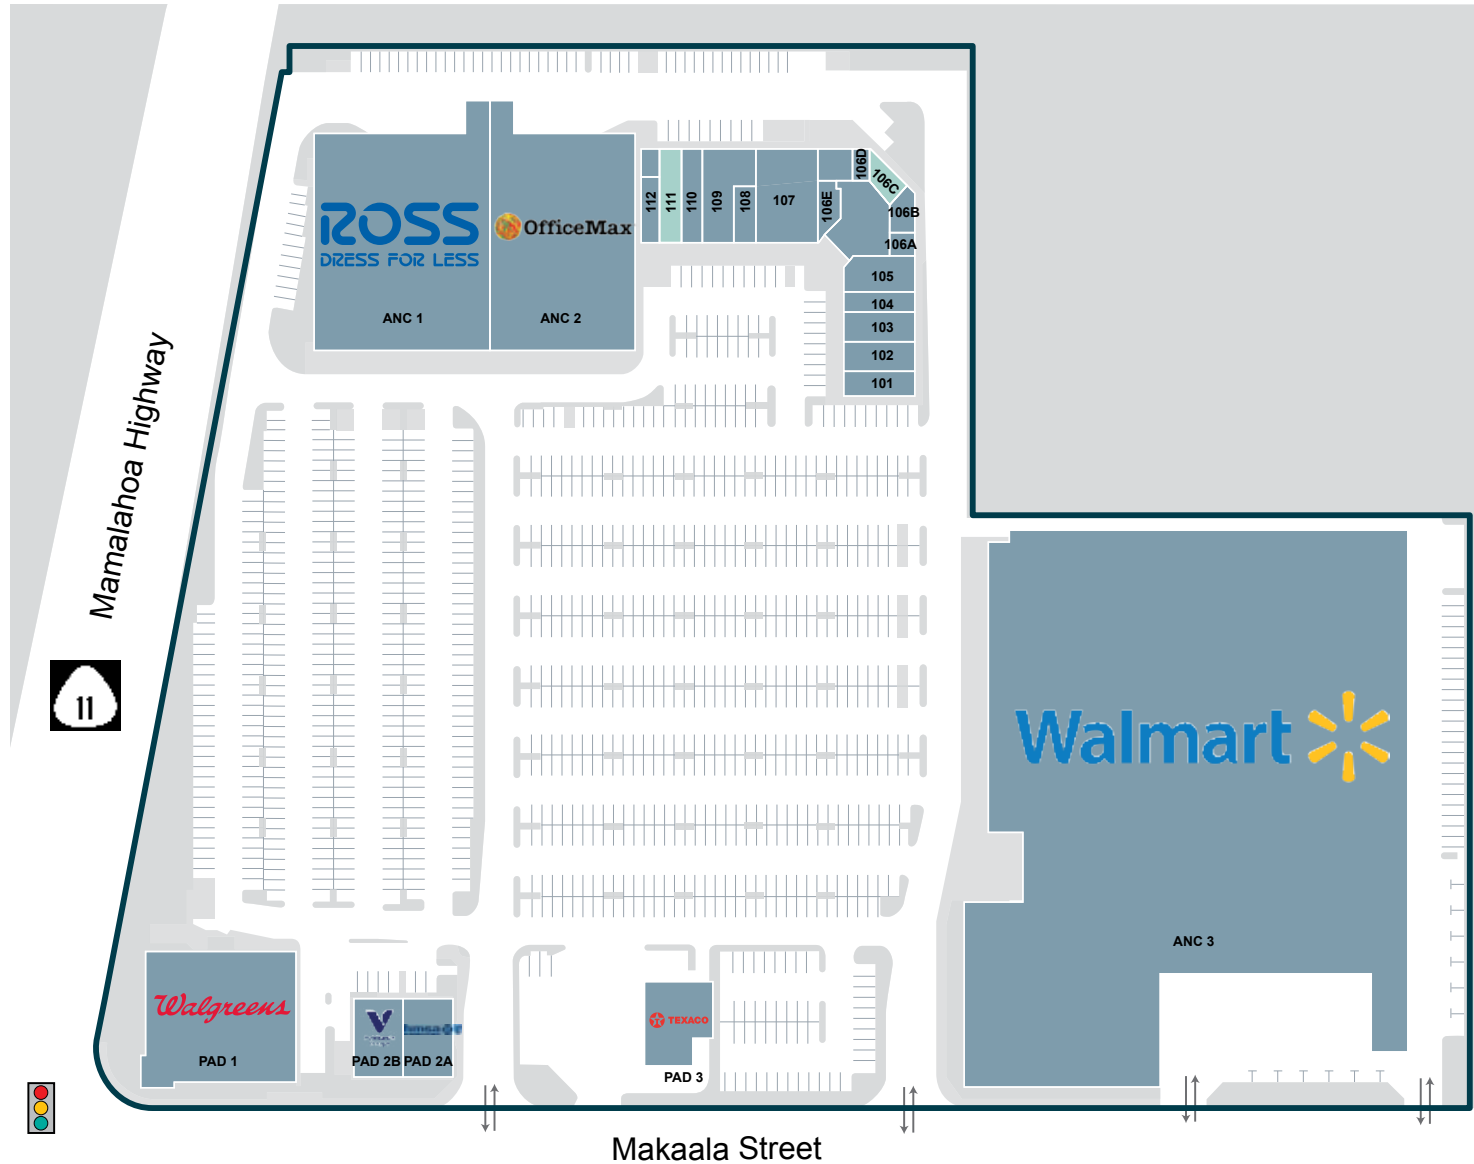 106D
106C
112
111
110
109
108
107
106E
106B
106A
ROSS
DRESS FOR LESS
OfficeMax
105
104
103
102
101
ANC 1
ANC 2
Mamalahoa Highway
11
Walmart
ANC 3
Walgreens
PAD 1
PAD 2B
PAD 2A
TEXACO
PAD 3
Makaala Street